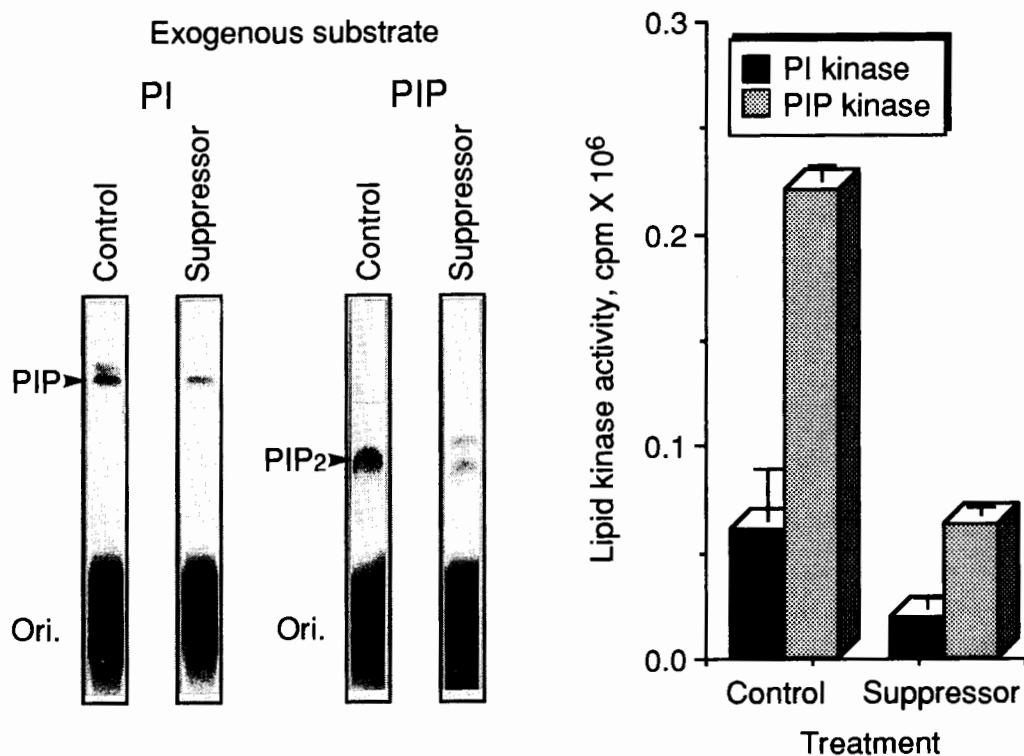 Exogenous substrate
PI
PIP
Control
Suppressor
Control
Suppressor
PIP
PIP2
Ori.
Ori.
Lipid kinase activity, cpm X 10⁶
0.3
0.2
0.1
0.0
PI kinase
PIP kinase
Control
Suppressor
Treatment